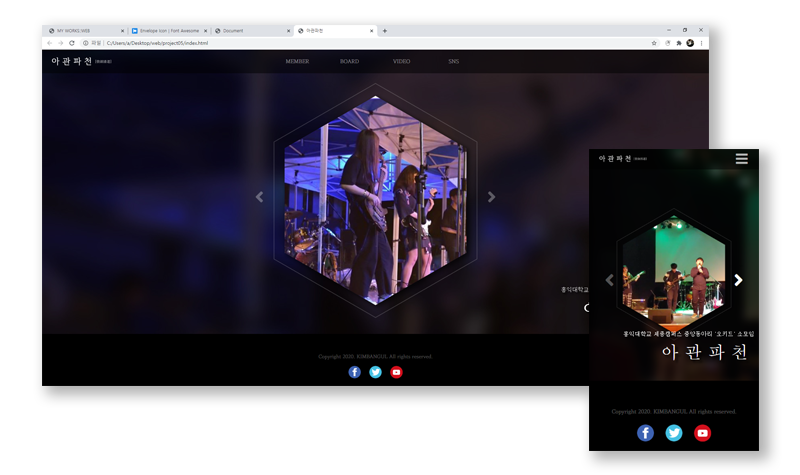 MY WORKS::WEB
Envelope Icon | Font Awesome
Document
아관파천
파일
C:/Users/a/Desktop/web/project05/index.html
아관파천
MEMBER
BOARD
VIDEO
SNS
홍익대학교
Copyright 2020. KIMBANGUL All rights reserved.
아관파천
홍익대학교 세종캠퍼스 중앙동아리 '오키드' 소모임
아관파천
Copyright 2020. KIMBANGUL All rights reserved.